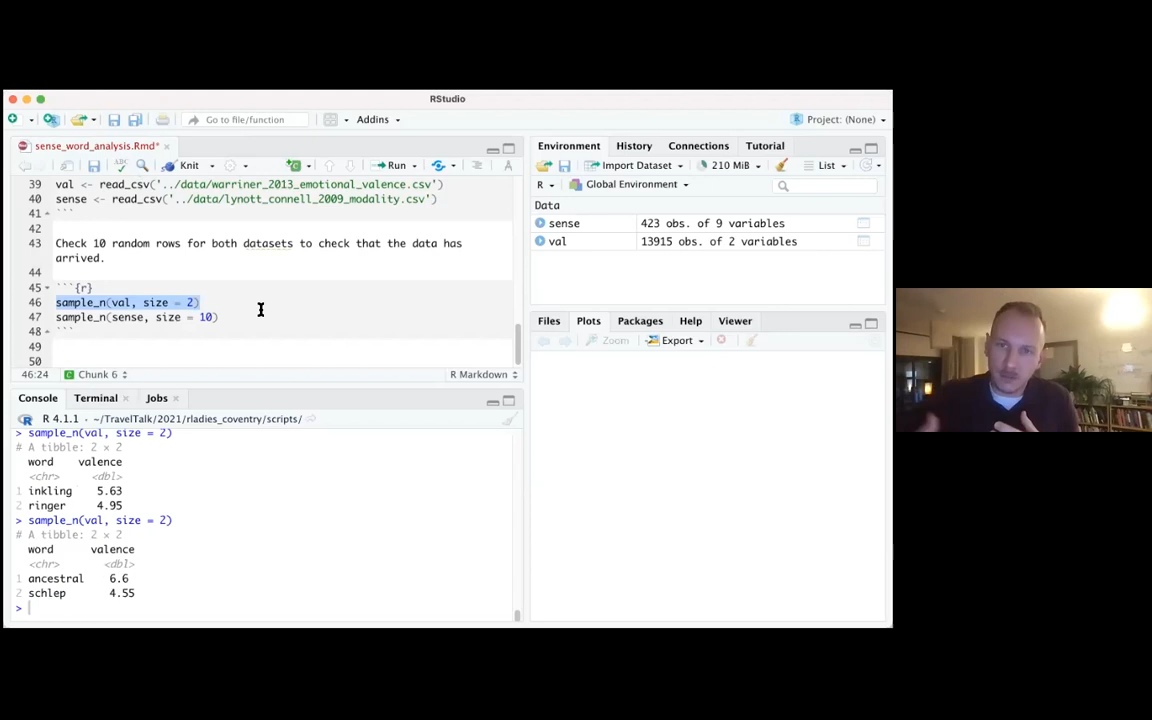 RStudio
Go to file/function
Addins
Project: (None)
sense_word_analysis.Rmd*
Knit
Run
39 val <- read_csv('../data/warriner_2013_emotional_valence.csv')
40 sense <- read_csv('../data/lynott_connell_2009_modality.csv')
41 ```
42
43 Check 10 random rows for both datasets to check that the data has
arrived.
44
45 ```{r}
46 sample_n(val, size = 2)
47 sample_n(sense, size = 10)
48 ```
49
50
46:24 Chunk 6 R Markdown
Console Terminal Jobs
R 4.1.1 · ~/TravelTalk/2021/rladies_coventry/scripts/
> sample_n(val, size = 2)
# A tibble: 2 × 2
word valence
<chr> <dbl>
1 inkling 5.63
2 ringer 4.95
> sample_n(val, size = 2)
# A tibble: 2 × 2
word valence
<chr> <dbl>
1 ancestral 6.6
2 schlep 4.55
>
Environment History Connections Tutorial
Import Dataset 210 MiB List
R Global Environment
Data
sense 423 obs. of 9 variables
val 13915 obs. of 2 variables
Files Plots Packages Help Viewer
Zoom Export